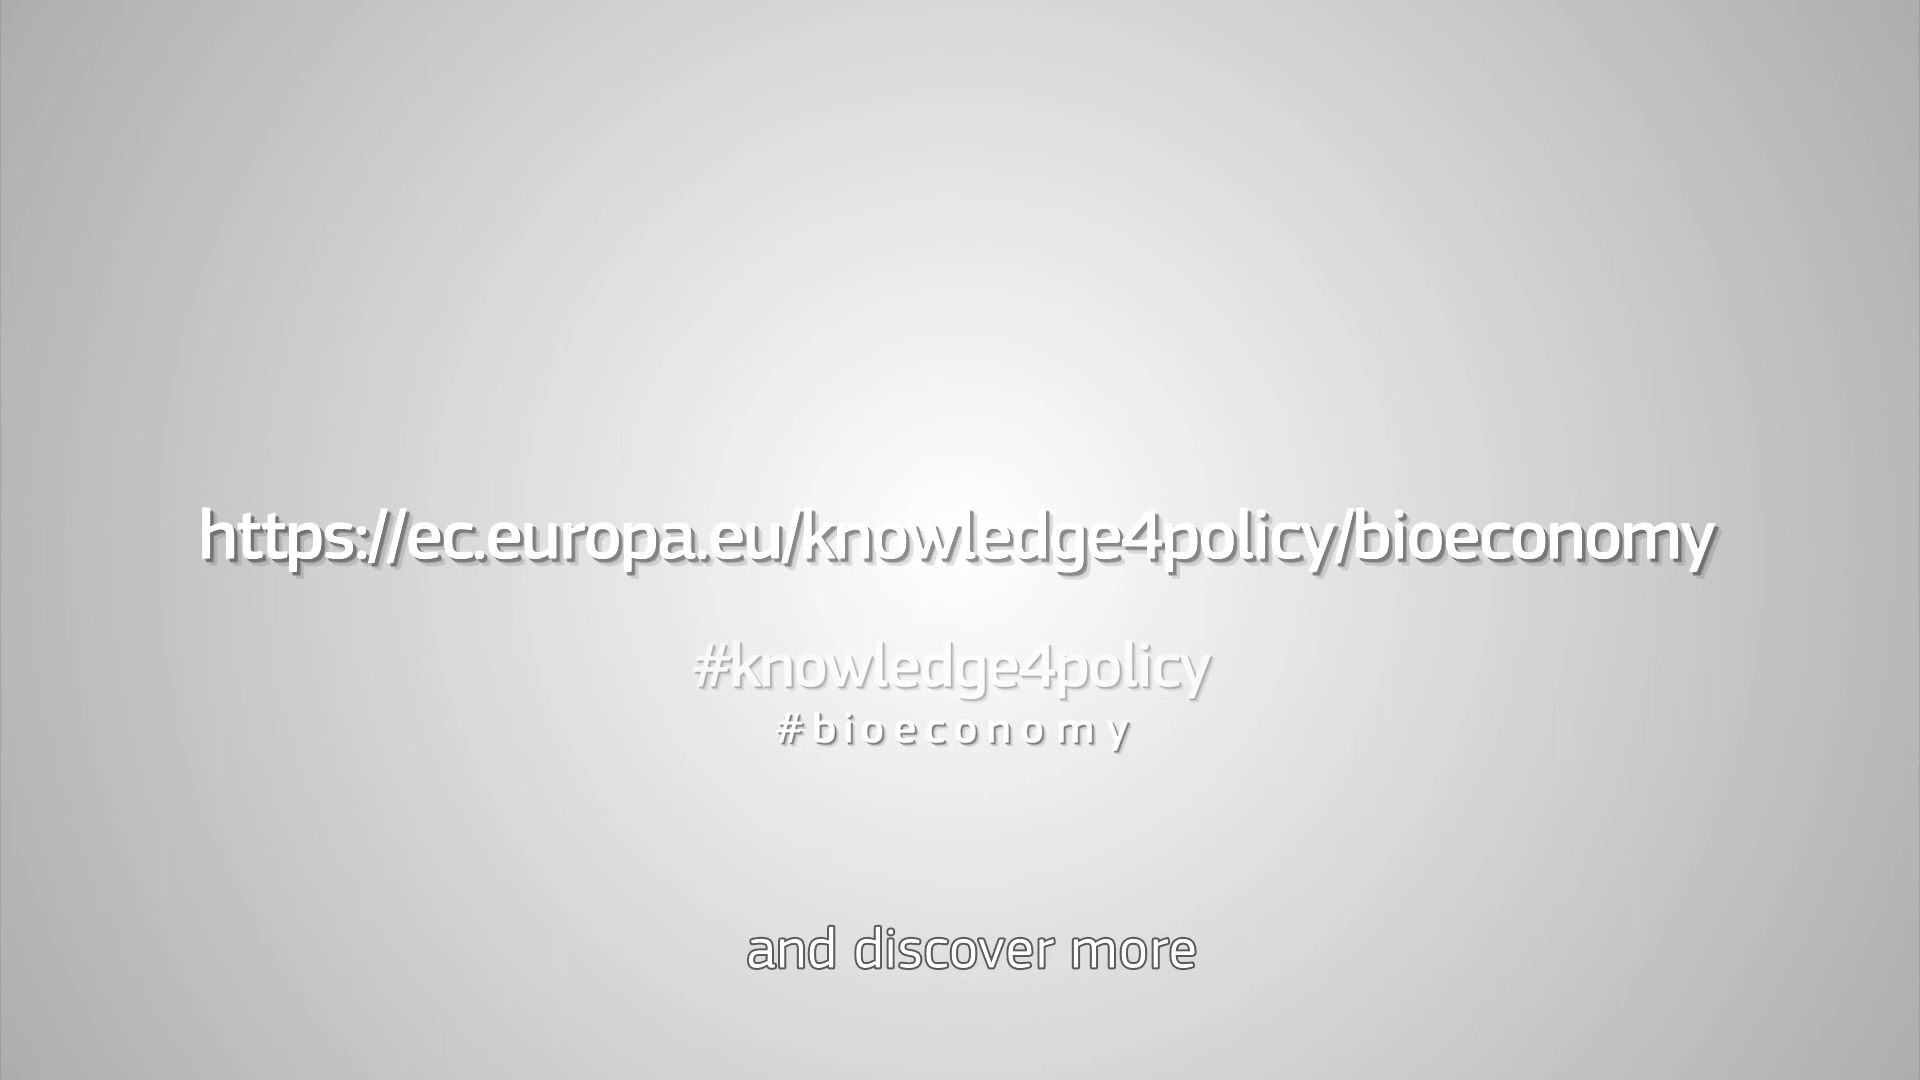 https://ec.europa.eu/knowledge4policy/bioeconomy
#knowledge4policy
#bioeconomy
and discover more